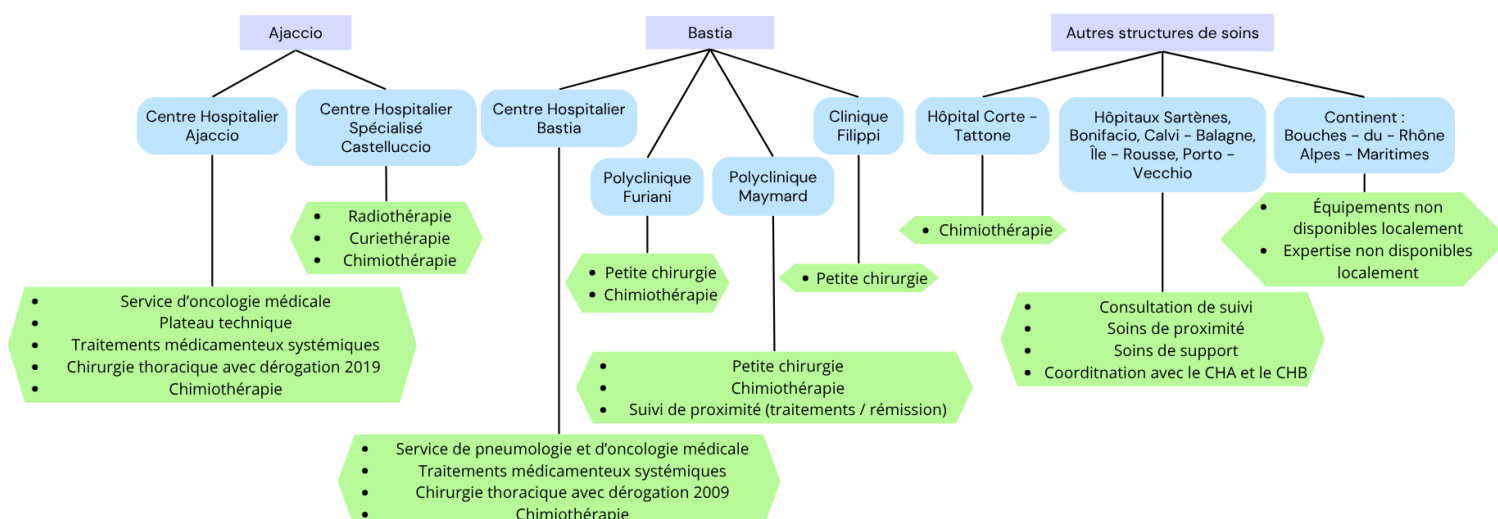 Ajaccio
Bastia
Autres structures de soins
Centre Hospitalier
Ajaccio
Centre Hospitalier
Spécialisé
Castelluccio
Centre Hospitalier
Bastia
Polyclinique
Furiani
Polyclinique
Maymard
Clinique
Filippi
Hôpital Corte -
Tattone
Hôpitaux Sartènes,
Bonifacio, Calvi - Balagne,
Île - Rousse, Porto -
Vecchio
Continent :
Bouches - du - Rhône
Alpes - Maritimes
• Radiothérapie
• Curiethérapie
• Chimiothérapie
• Service d'oncologie médicale
• Plateau technique
• Traitements médicamenteux systémiques
• Chirurgie thoracique avec dérogation 2019
• Chimiothérapie
• Petite chirurgie
• Chimiothérapie
• Petite chirurgie
• Petite chirurgie
• Chimiothérapie
• Suivi de proximité (traitements / rémission)
• Service de pneumologie et d'oncologie médicale
• Traitements médicamenteux systémiques
• Chirurgie thoracique avec dérogation 2009
• Chimiothérapie
• Chimiothérapie
• Consultation de suivi
• Soins de proximité
• Soins de support
• Coorditnation avec le CHA et le CHB
• Équipements non
disponibles localement
• Expertise non disponibles
localement